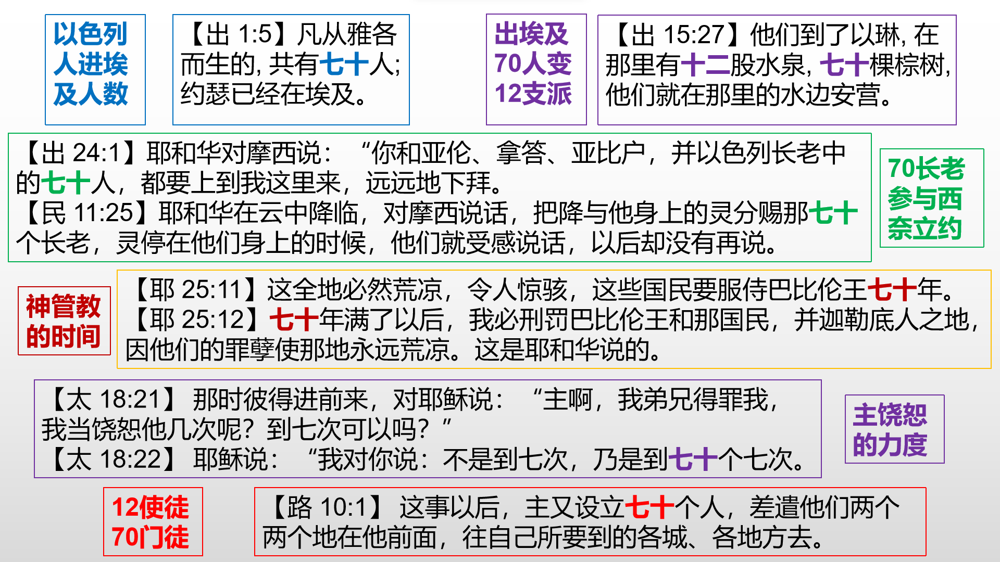 以色列
人进埃
及人数
【出 1:5】凡从雅各
而生的, 共有七十人;
约瑟已经在埃及。
出埃及
70人变
12支派
【出 15:27】他们到了以琳, 在
那里有十二股水泉, 七十棵棕树,
他们就在那里的水边安营。
【出 24:1】耶和华对摩西说：“你和亚伦、拿答、亚比户，并以色列长老中
的七十人，都要上到我这里来，远远地下拜。
【民 11:25】耶和华在云中降临，对摩西说话，把降与他身上的灵分赐那七十
个长老，灵停在他们身上的时候，他们就受感说话，以后却没有再说。
70长老
参与西
奈立约
神管教
的时间
【耶 25:11】这全地必然荒凉，令人惊骇，这些国民要服侍巴比伦王七十年。
【耶 25:12】七十年满了以后，我必刑罚巴比伦王和那国民，并迦勒底人之地，
因他们的罪孽使那地永远荒凉。这是耶和华说的。
【太 18:21】 那时彼得进前来，对耶稣说：“主啊，我弟兄得罪我，
我当饶恕他几次呢？到七次可以吗？”
【太 18:22】 耶稣说：“我对你说：不是到七次，乃是到七十个七次。
主饶恕
的力度
12使徒
70门徒
【路 10:1】 这事以后，主又设立七十个人，差遣他们两个
两个地在他前面，往自己所要到的各城、各地方去。